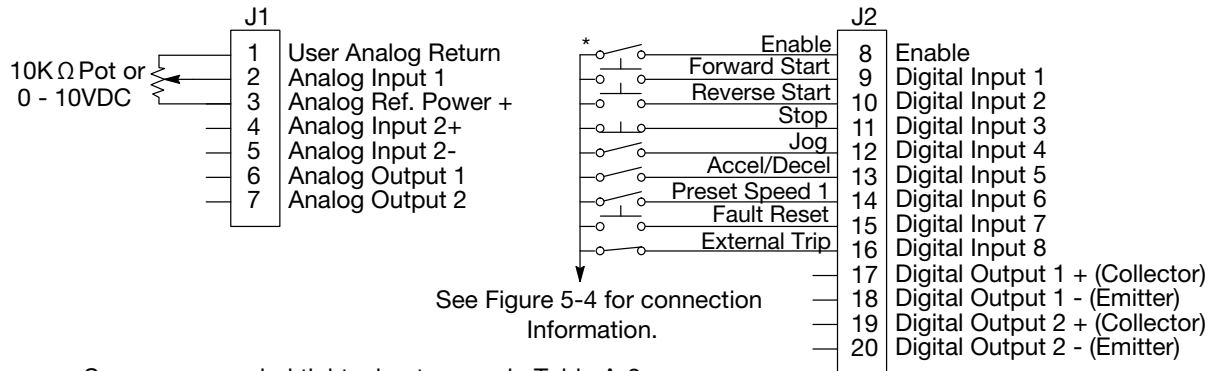 J1
10K Ω Pot or
0 - 10VDC
1 User Analog Return
2 Analog Input 1
3 Analog Ref. Power +
4 Analog Input 2+
5 Analog Input 2-
6 Analog Output 1
7 Analog Output 2
J2
*
Enable 8 Enable
Forward Start 9 Digital Input 1
Reverse Start 10 Digital Input 2
Stop 11 Digital Input 3
Jog 12 Digital Input 4
Accel/Decel 13 Digital Input 5
Preset Speed 1 14 Digital Input 6
Fault Reset 15 Digital Input 7
External Trip 16 Digital Input 8
17 Digital Output 1 + (Collector)
18 Digital Output 1 - (Emitter)
19 Digital Output 2 + (Collector)
20 Digital Output 2 - (Emitter)
See Figure 5-4 for connection
Information.